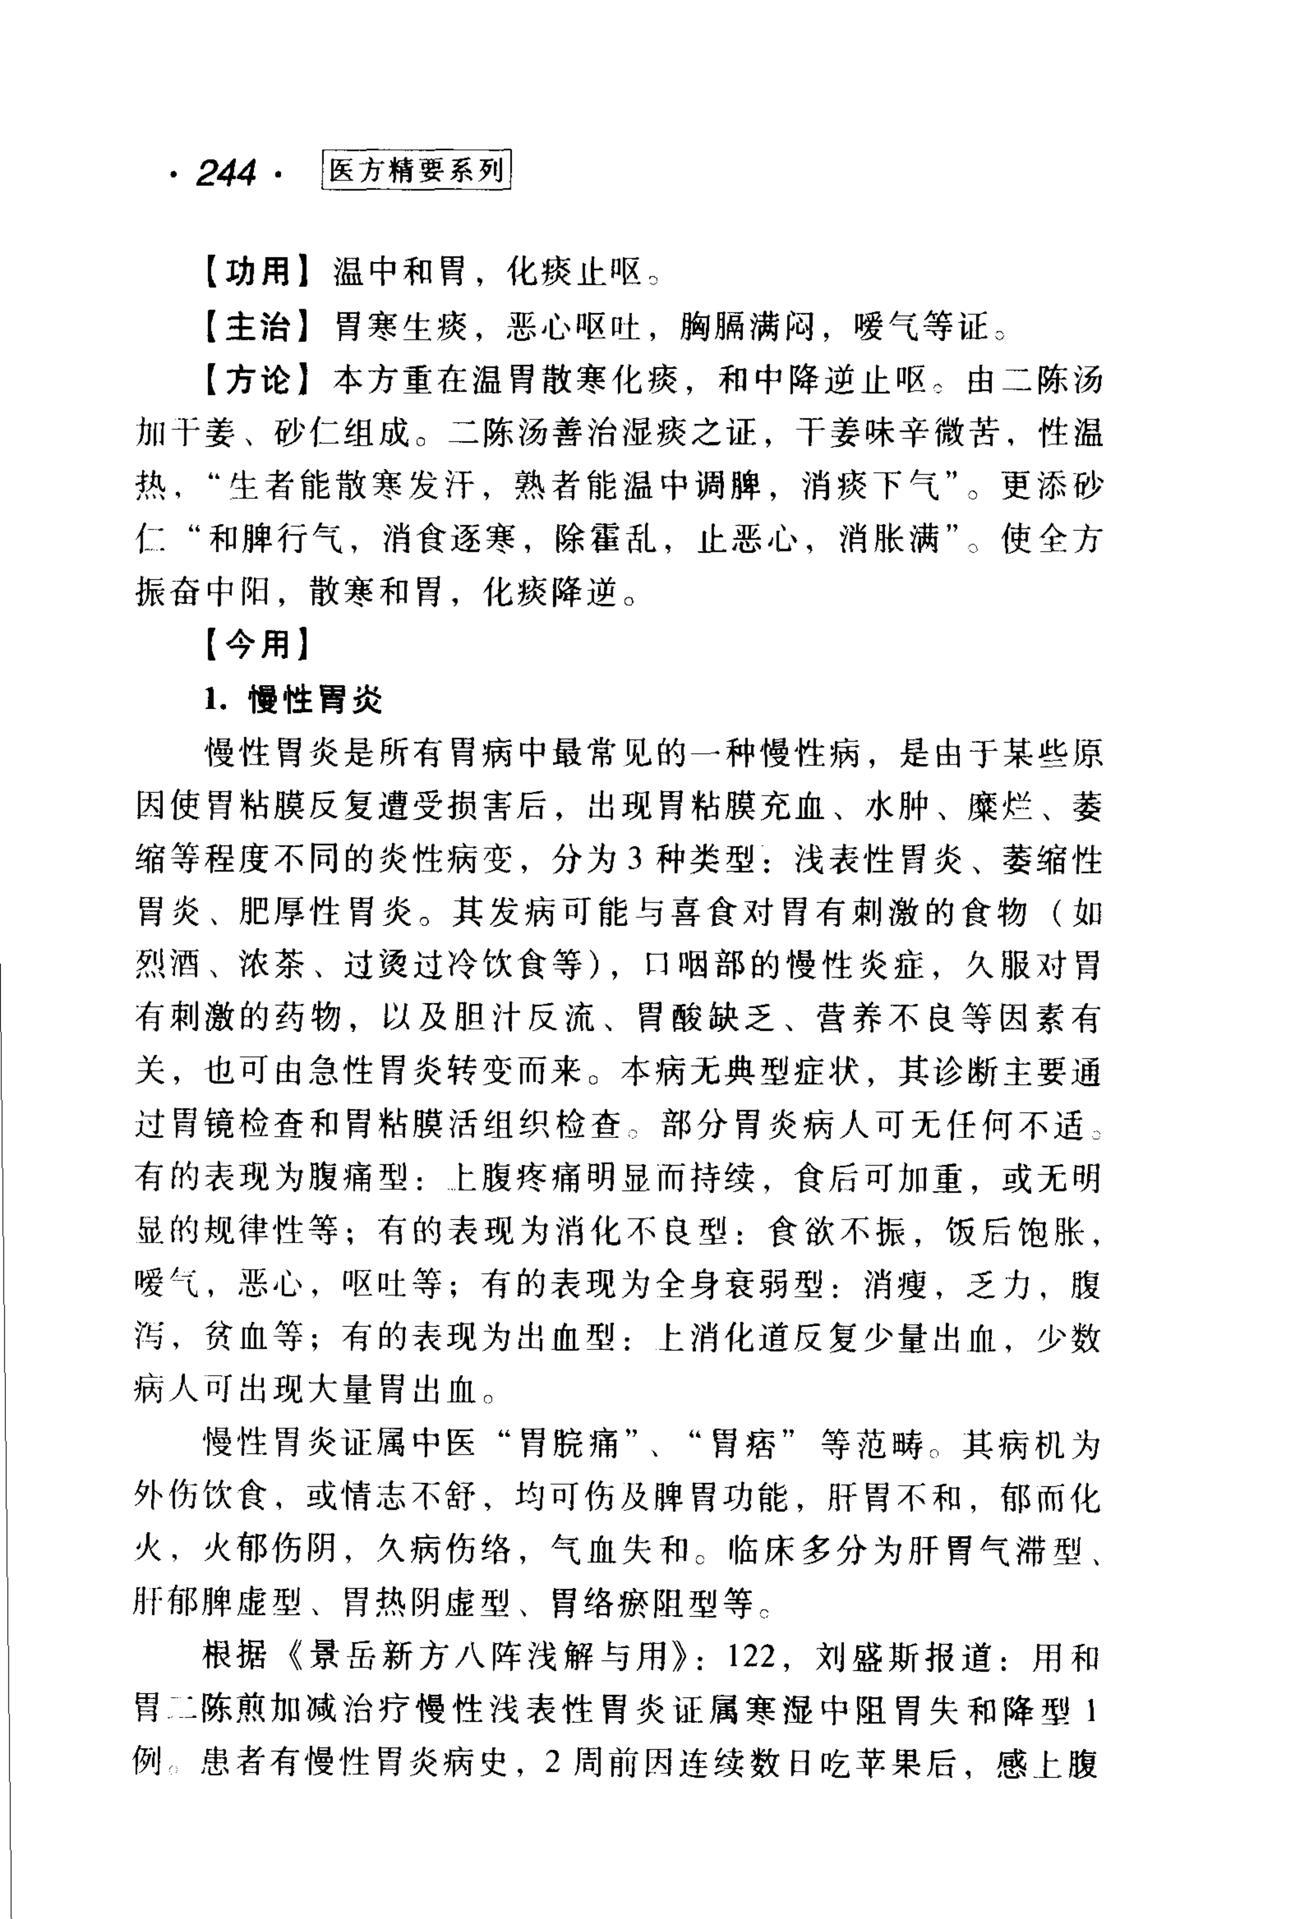 · 244 · 医方精要系列
【功用】 温中和胃，化痰止呕。
【主治】 胃寒生痰，恶心呕吐，胸膈满闷，嗳气等证。
【方论】 本方重在温胃散寒化痰，和中降逆止呕。由二陈汤
加干姜、砂仁组成。二陈汤善治湿痰之证，干姜味辛微苦，性温
热，“生者能散寒发汗，熟者能温中调脾，消痰下气”。更添砂
仁“和脾行气，消食逐寒，除霍乱，止恶心，消胀满”。使全方
振奋中阳，散寒和胃，化痰降逆。
【今用】
1. 慢性胃炎
慢性胃炎是所有胃病中最常见的一种慢性病，是由于某些原
因使胃粘膜反复遭受损害后，出现胃粘膜充血、水肿、糜烂、萎
缩等程度不同的炎性病变，分为 3 种类型：浅表性胃炎、萎缩性
胃炎、肥厚性胃炎。其发病可能与喜食对胃有刺激的食物（如
烈酒、浓茶、过烫过冷饮食等），口咽部的慢性炎症，久服对胃
有刺激的药物，以及胆汁反流、胃酸缺乏、营养不良等因素有
关，也可由急性胃炎转变而来。本病无典型症状，其诊断主要通
过胃镜检查和胃粘膜活组织检查。部分胃炎病人可无任何不适。
有的表现为腹痛型：上腹疼痛明显而持续，食后可加重，或无明
显的规律性等；有的表现为消化不良型：食欲不振，饭后饱胀，
嗳气，恶心，呕吐等；有的表现为全身衰弱型：消瘦，乏力，腹
泻，贫血等；有的表现为出血型：上消化道反复少量出血，少数
病人可出现大量胃出血。
慢性胃炎证属中医“胃脘痛”、“胃痞”等范畴。其病机为
外伤饮食，或情志不舒，均可伤及脾胃功能，肝胃不和，郁而化
火，火郁伤阴，久病伤络，气血失和。临床多分为肝胃气滞型、
肝郁脾虚型、胃热阴虚型、胃络瘀阻型等。
根据《景岳新方八阵浅解与用》：122，刘盛斯报道：用和
胃二陈煎加减治疗慢性浅表性胃炎证属寒湿中阻胃失和降型 1
例。患者有慢性胃炎病史，2 周前因连续数日吃苹果后，感上腹